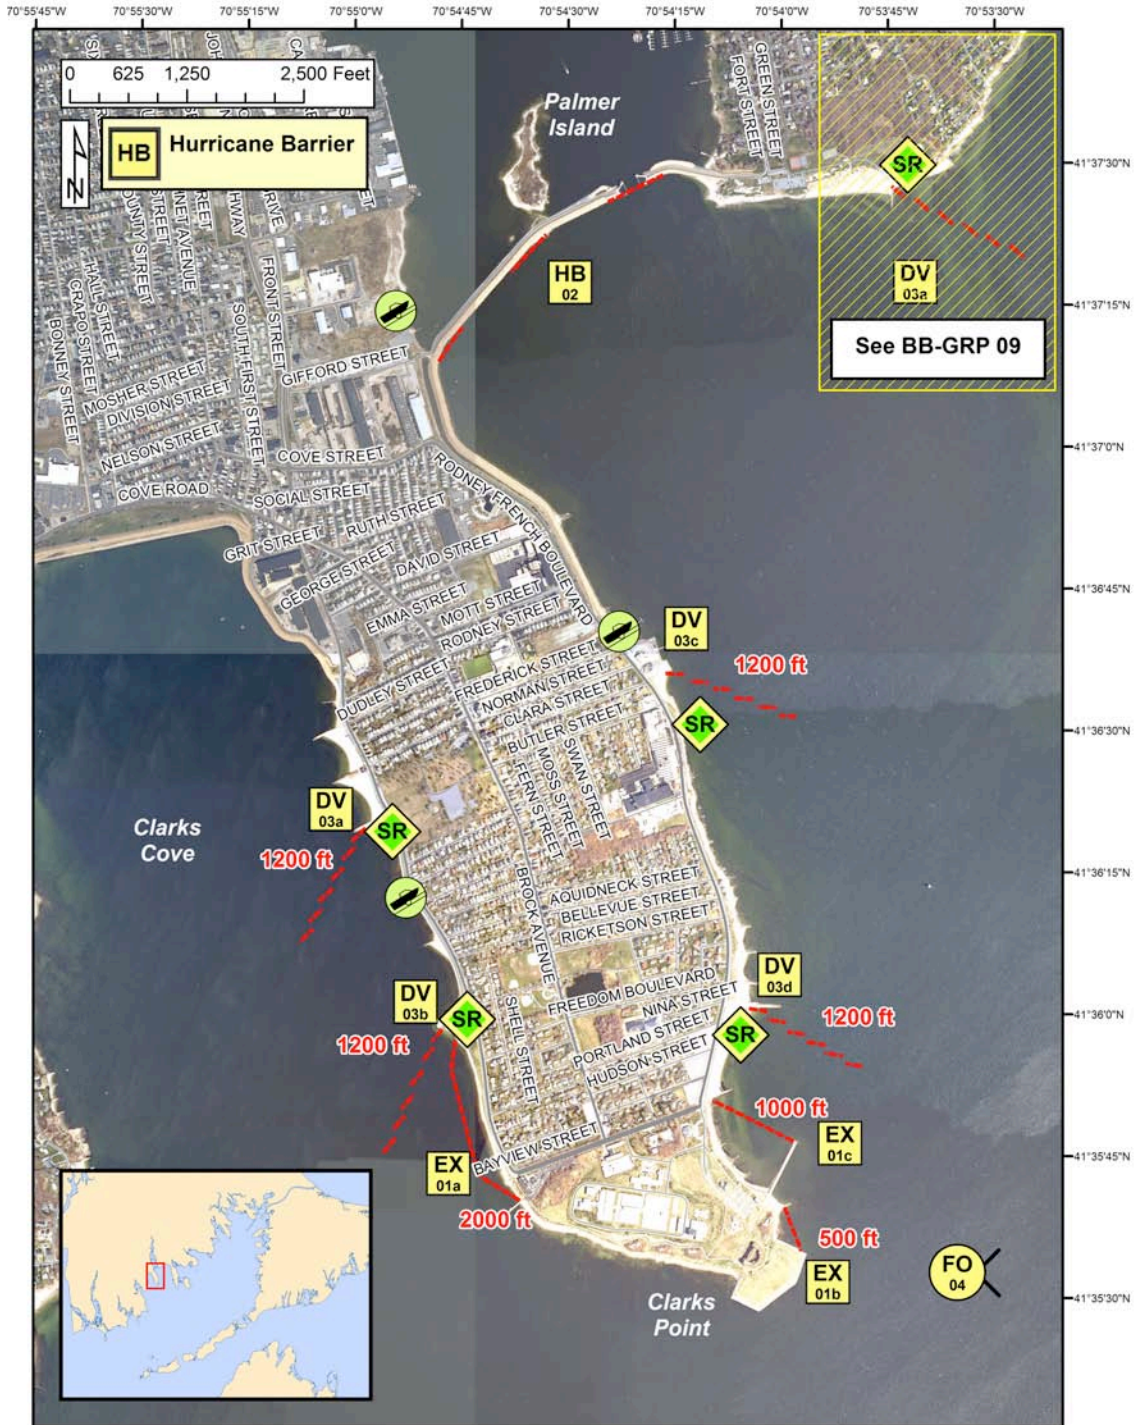 70°55'45"W
70°55'30"W
70°55'15"W
70°55'0"W
70°54'45"W
70°54'30"W
70°54'15"W
70°54'0"W
70°53'45"W
70°53'30"W
0 625 1,250 2,500 Feet
HB
Hurricane Barrier
N
Palmer
Island
GREEN STREET
FORT STREET
SR
41°37'30"N
DV
03a
HB
02
See BB-GRP 09
41°37'15"N
COUNTY STREET
HALL STREET
CRAPO STREET
BONNEY STREET
FRONT STREET
SOUTH FIRST STREET
GIFFORD STREET
MOSHER STREET
DIVISION STREET
NELSON STREET
COVE STREET
41°37'0"N
COVE ROAD
SOCIAL STREET
RODNEY FRENCH BOULEVARD
GRIT STREET
RUTH STREET
GEORGE STREET
DAVID STREET
EMMA STREET
MOTT STREET
RODNEY STREET
41°36'45"N
DV
03c
1200 ft
DUDLEY STREET
FREDERICK STREET
NORMAN STREET
CLARA STREET
BUTLER STREET
SR
41°36'30"N
SWAN STREET
MOSS STREET
FERN STREET
DV
03a
SR
Clarks
Cove
1200 ft
BROCK AVENUE
AQUIDNECK STREET
BELLEVUE STREET
RICKETSON STREET
41°36'15"N
DV
03b
SR
1200 ft
SHELL STREET
FREEDOM BOULEVARD
NINA STREET
PORTLAND STREET
HUDSON STREET
DV
03d
SR
1200 ft
41°36'0"N
1000 ft
EX
01c
BAYVIEW STREET
EX
01a
2000 ft
41°35'45"N
500 ft
EX
01b
FO
04
Clarks
Point
41°35'30"N